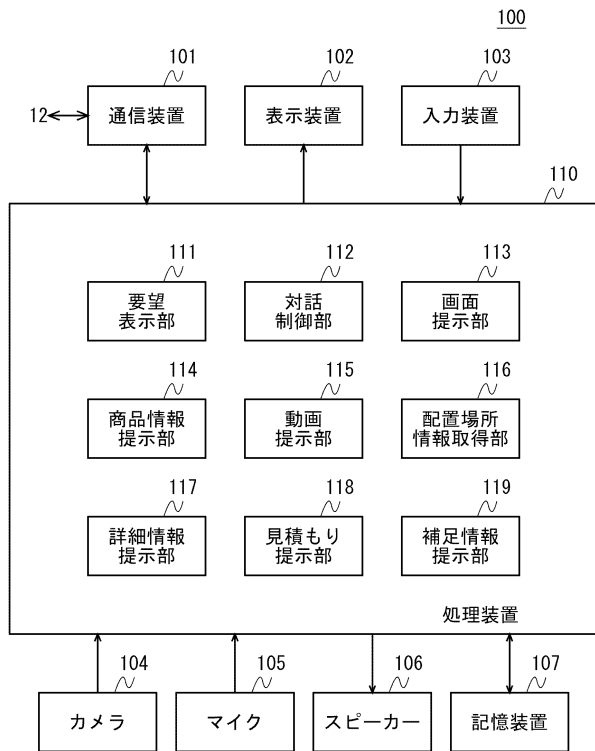 100
101
102
103
12
通信装置
表示装置
入力装置
110
111
112
113
要望
表示部
対話
制御部
画面
提示部
114
115
116
商品情報
提示部
動画
提示部
配置場所
情報取得部
117
118
119
詳細情報
提示部
見積もり
提示部
補足情報
提示部
処理装置
104
105
106
107
カメラ
マイク
スピーカー
記憶装置